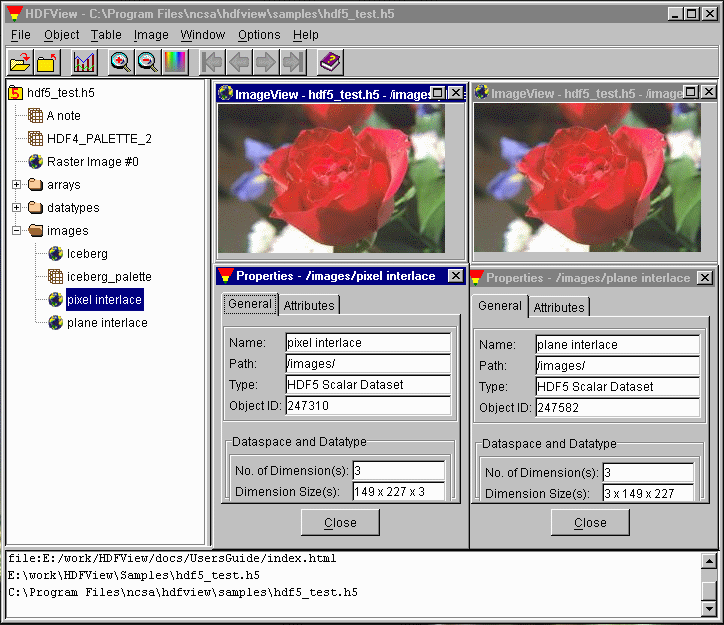 HDFView - C:\Program Files\ncsa\hdfview\samples\hdf5_test.h5
File Object Table Image Window Options Help
hdf5_test.h5
A note
HDF4_PALETTE_2
Raster Image #0
arrays
datatypes
images
Iceberg
iceberg_palette
pixel interlace
plane interlace
ImageView - hdf5_test.h5 - /images
ImageView - hdf5_test.h5 - /image
Properties - /images/pixel interlace
General Attributes
Name: pixel interlace
Path: /images/
Type: HDF5 Scalar Dataset
Object ID: 247310
Dataspace and Datatype
No. of Dimension(s): 3
Dimension Size(s): 149 x 227 x 3
Close
Properties - /images/plane interlace
General Attributes
Name: plane interlace
Path: /images/
Type: HDF5 Scalar Dataset
Object ID: 247582
Dataspace and Datatype
No. of Dimension(s): 3
Dimension Size(s): 3 x 149 x 227
Close
file:E:/work/HDFView/docs/UsersGuide/index.html
E:\work\HDFView\Samples\hdf5_test.h5
C:\Program Files\ncsa\hdfview\samples\hdf5_test.h5